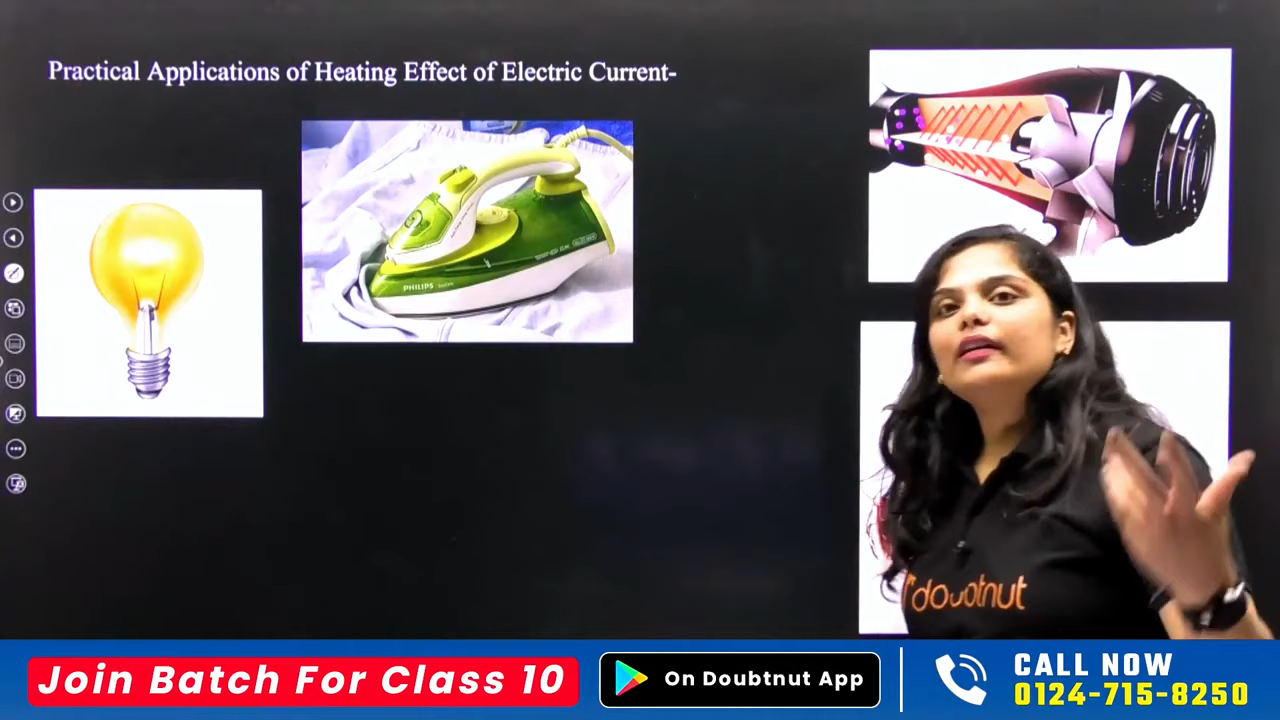 Practical Applications of Heating Effect of Electric Current-
PHILIPS
doubtnut
Join Batch For Class 10
On Doubtnut App
CALL NOW
0124-715-8250